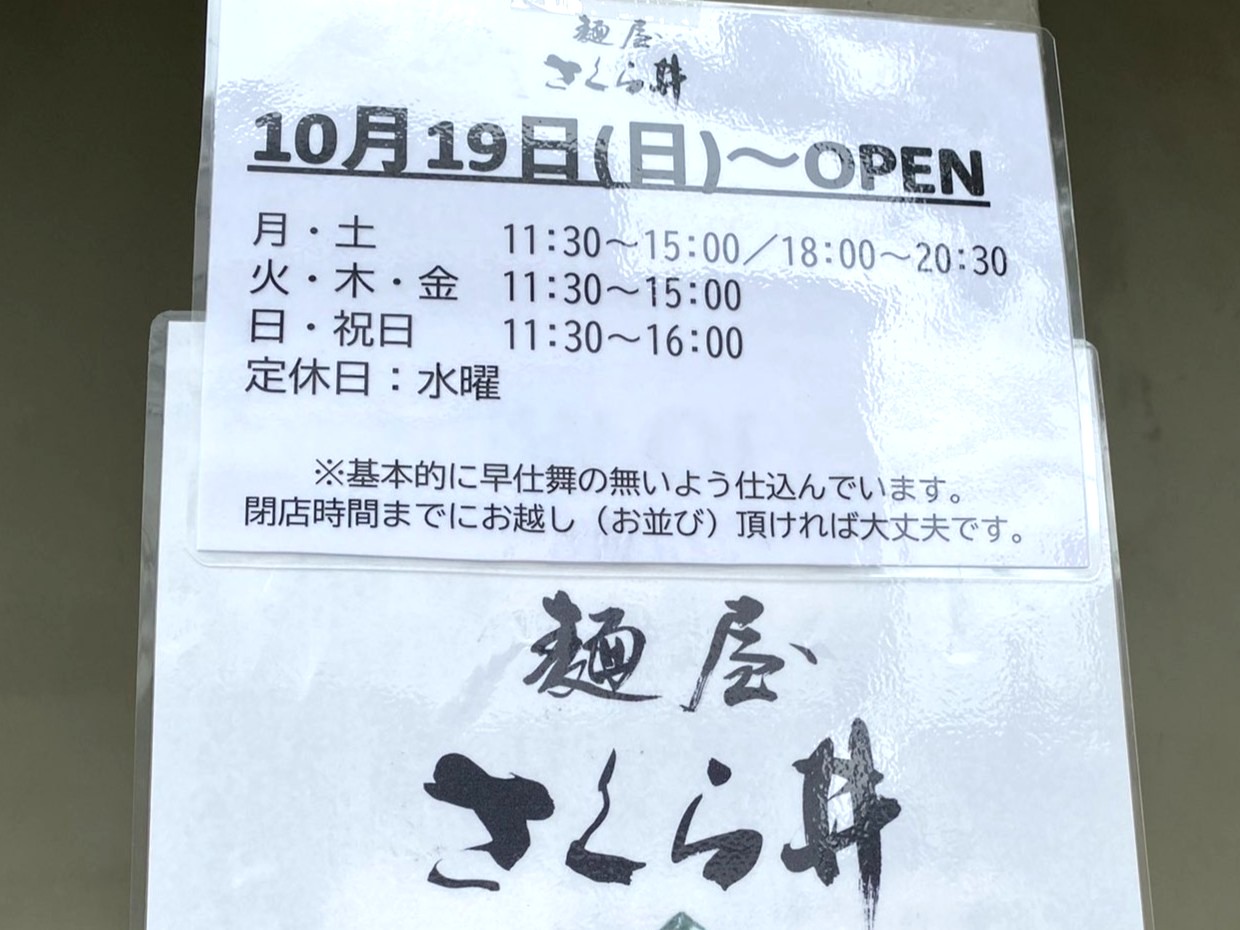 麺屋
さくら井
10月19日(日)～OPEN
月・土　　11:30～15:00／18:00～20:30
火・木・金　11:30～15:00
日・祝日　　11:30～16:00
定休日：水曜
※基本的に早仕舞の無いよう仕込んでいます。
閉店時間までにお越し（お並び）頂ければ大丈夫です。
麺屋
さくら井